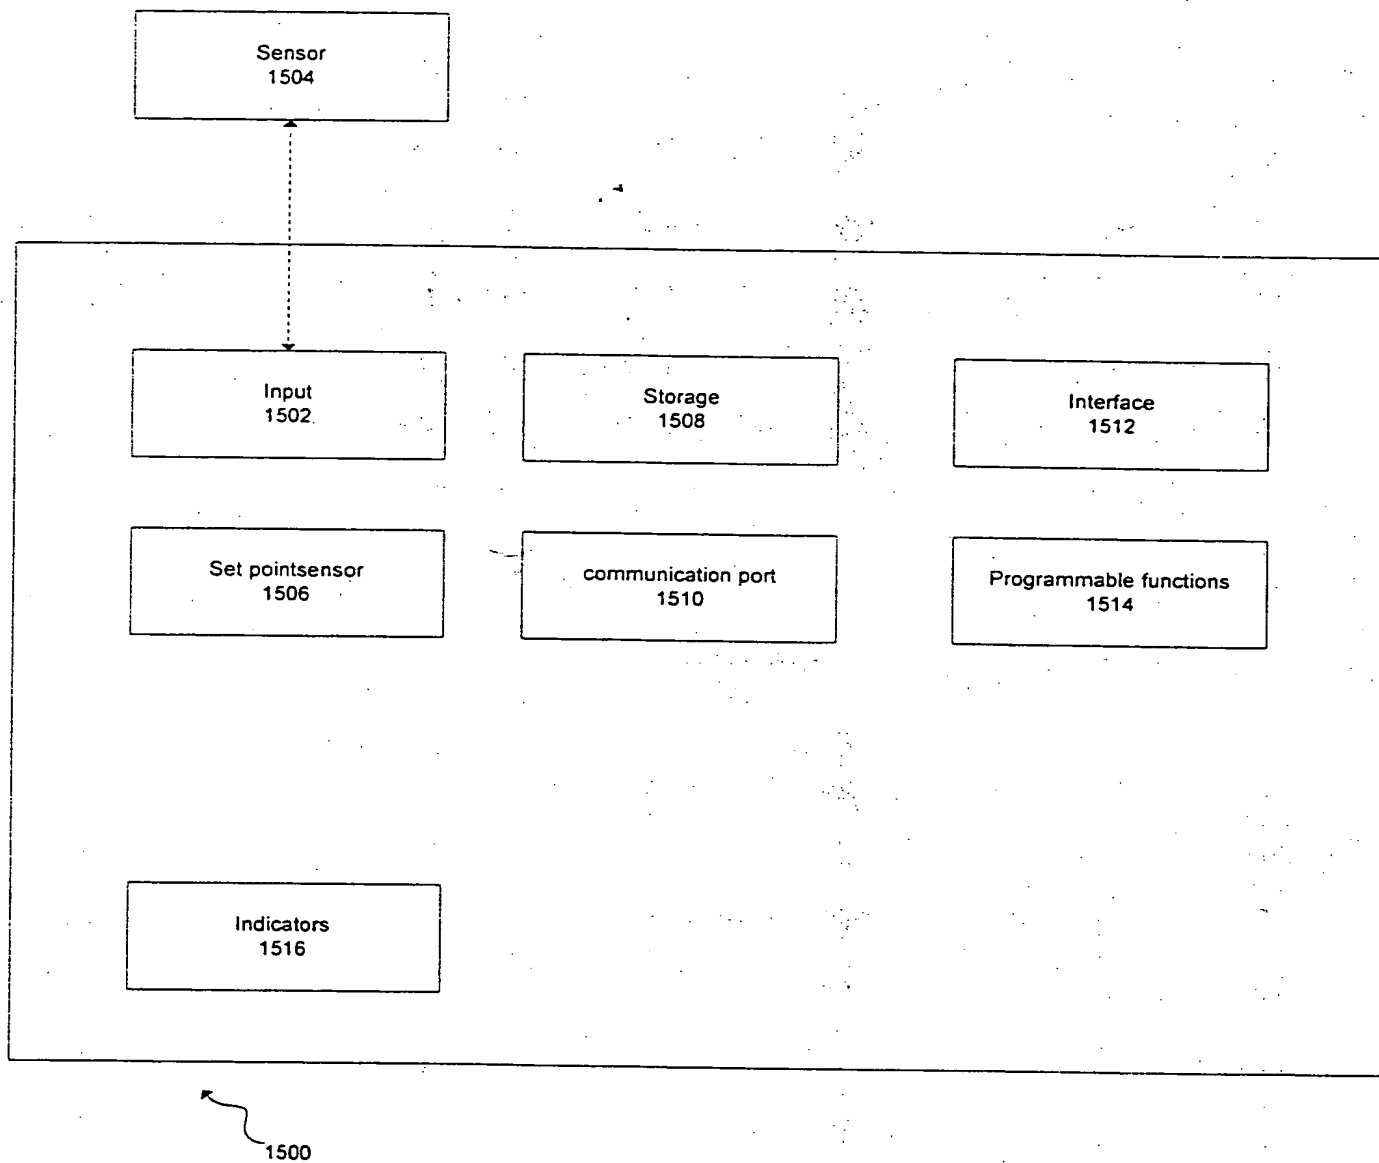 Sensor
1504
Input
1502
Storage
1508
Interface
1512
Set pointsensor
1506
communication port
1510
Programmable functions
1514
Indicators
1516
1500